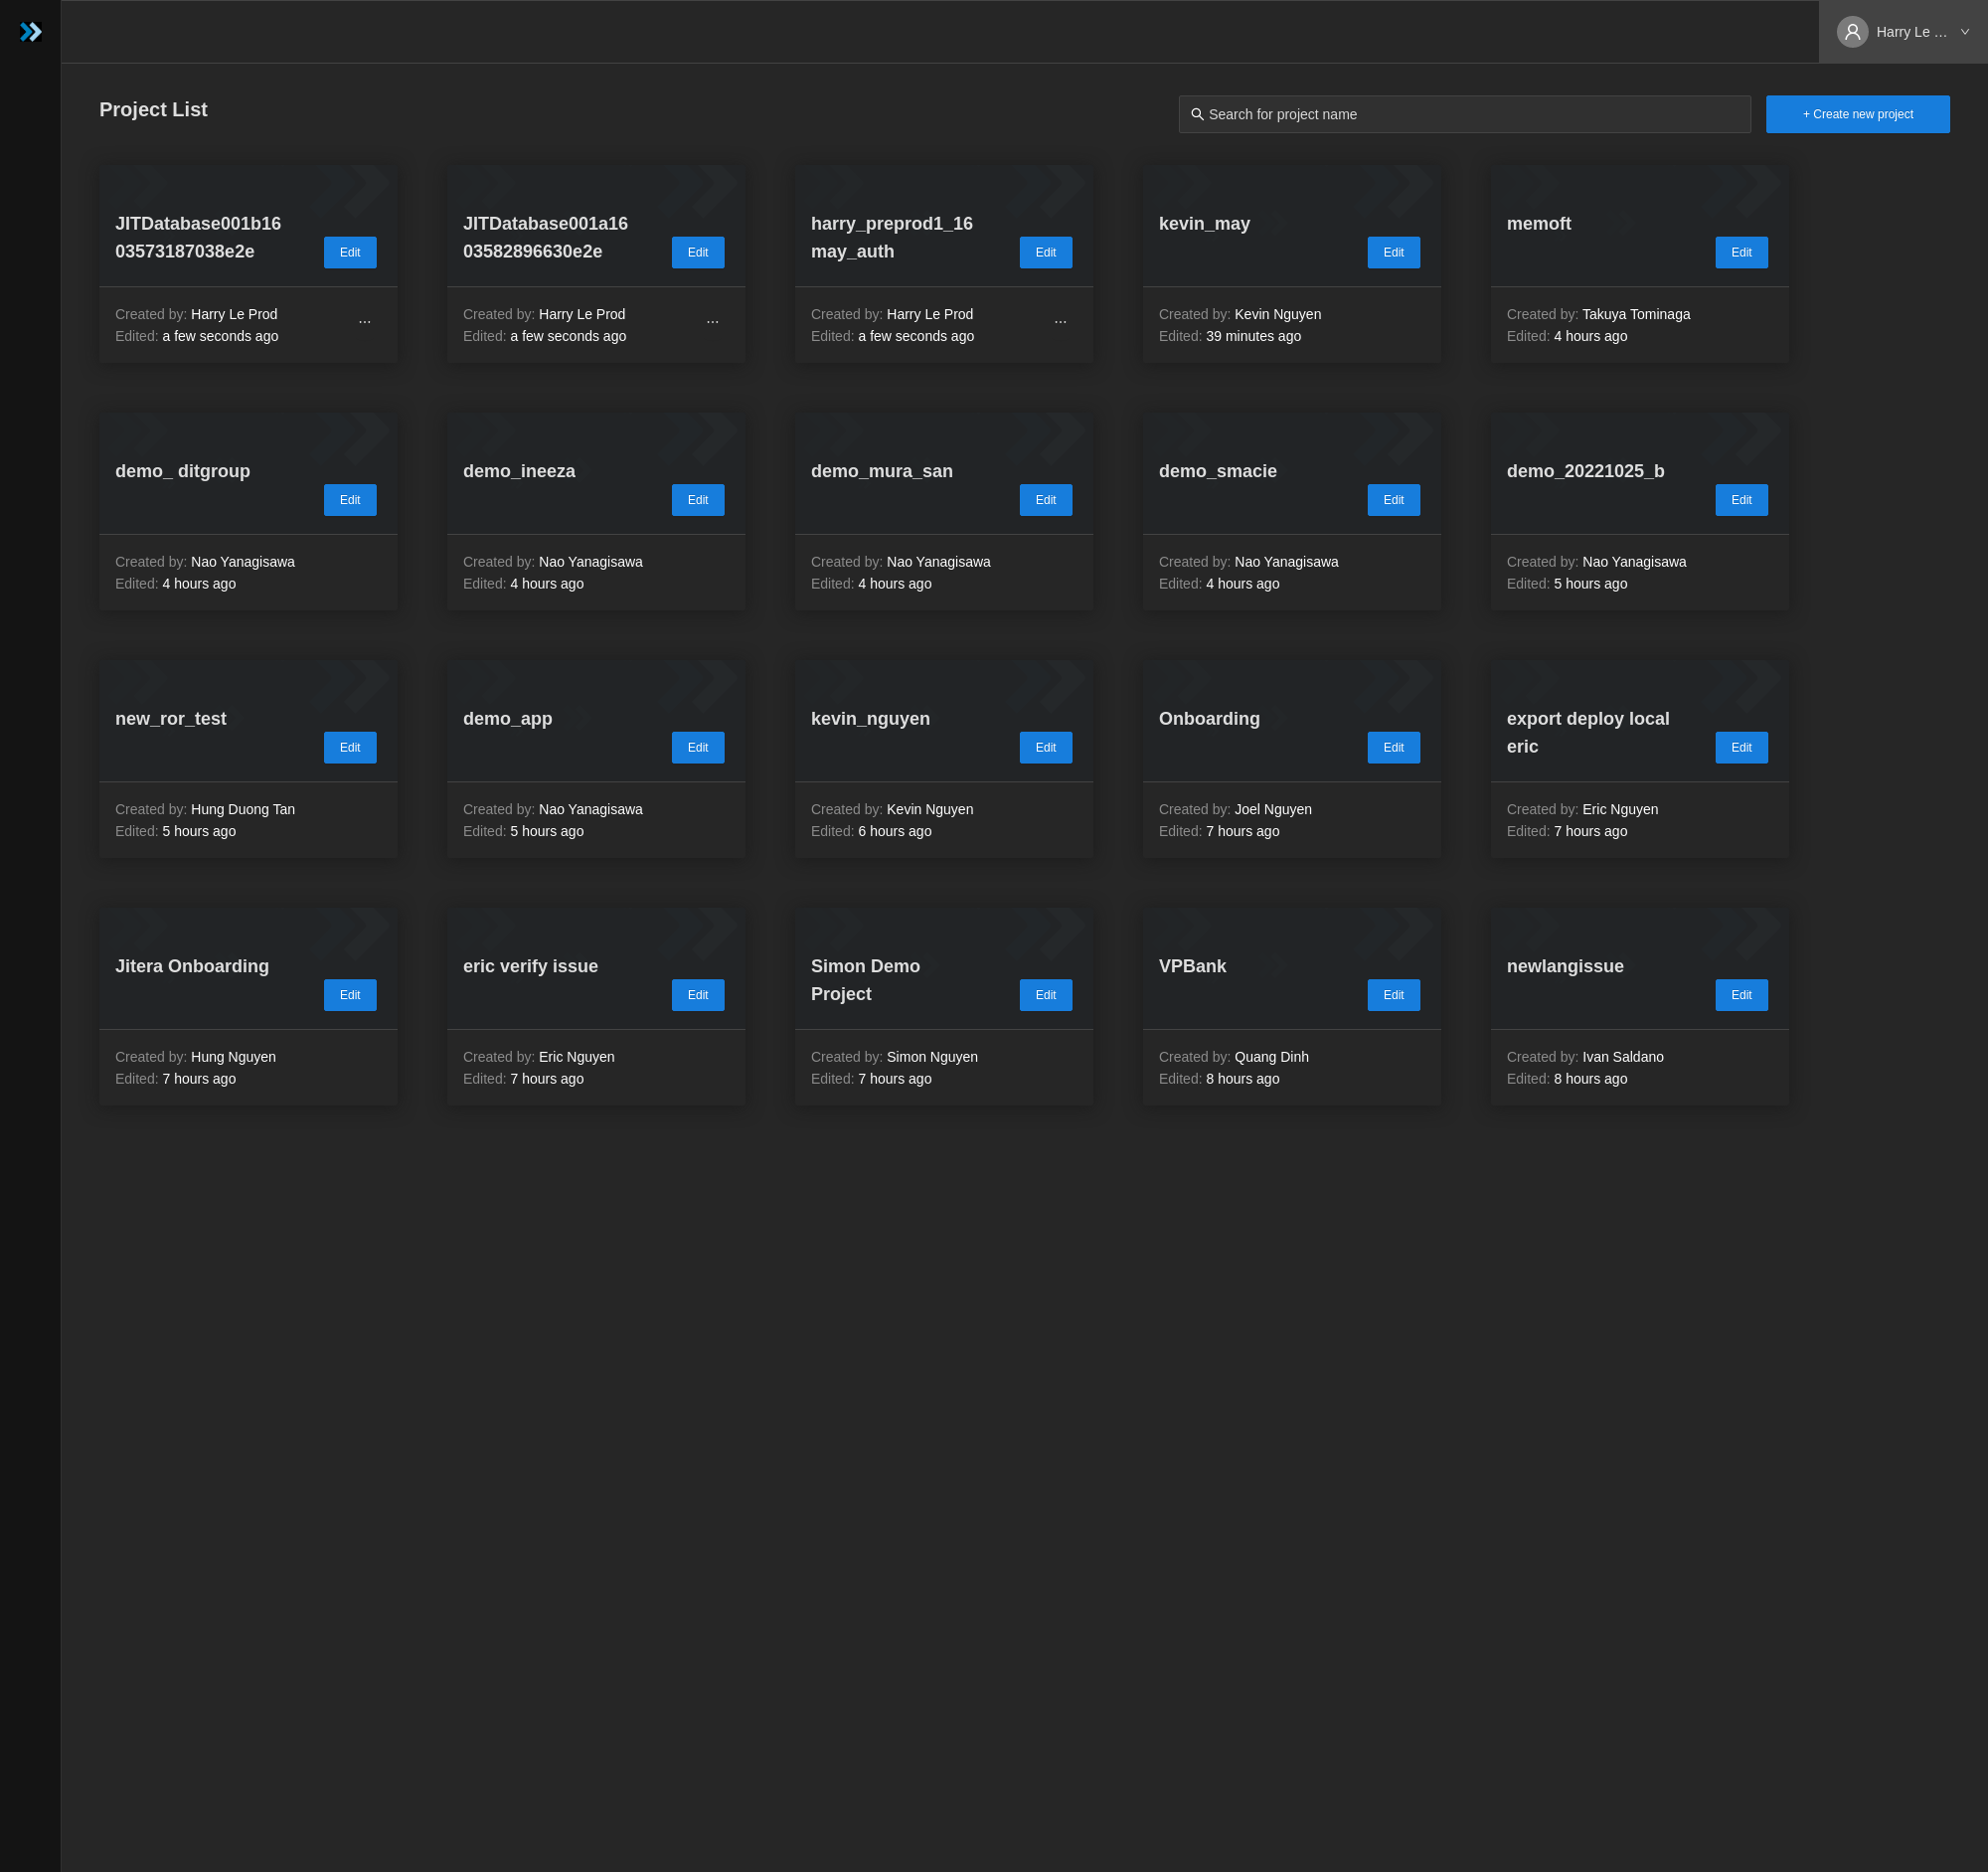 Harry Le …
Project List
Search for project name
+ Create new project
JITDatabase001b16
03573187038e2e
Edit
Created by: Harry Le Prod
Edited: a few seconds ago
JITDatabase001a16
03582896630e2e
Edit
Created by: Harry Le Prod
Edited: a few seconds ago
harry_preprod1_16
may_auth
Edit
Created by: Harry Le Prod
Edited: a few seconds ago
kevin_may
Edit
Created by: Kevin Nguyen
Edited: 39 minutes ago
memoft
Edit
Created by: Takuya Tominaga
Edited: 4 hours ago
demo_ ditgroup
Edit
Created by: Nao Yanagisawa
Edited: 4 hours ago
demo_ineeza
Edit
Created by: Nao Yanagisawa
Edited: 4 hours ago
demo_mura_san
Edit
Created by: Nao Yanagisawa
Edited: 4 hours ago
demo_smacie
Edit
Created by: Nao Yanagisawa
Edited: 4 hours ago
demo_20221025_b
Edit
Created by: Nao Yanagisawa
Edited: 5 hours ago
new_ror_test
Edit
Created by: Hung Duong Tan
Edited: 5 hours ago
demo_app
Edit
Created by: Nao Yanagisawa
Edited: 5 hours ago
kevin_nguyen
Edit
Created by: Kevin Nguyen
Edited: 6 hours ago
Onboarding
Edit
Created by: Joel Nguyen
Edited: 7 hours ago
export deploy local
eric
Edit
Created by: Eric Nguyen
Edited: 7 hours ago
Jitera Onboarding
Edit
Created by: Hung Nguyen
Edited: 7 hours ago
eric verify issue
Edit
Created by: Eric Nguyen
Edited: 7 hours ago
Simon Demo
Project
Edit
Created by: Simon Nguyen
Edited: 7 hours ago
VPBank
Edit
Created by: Quang Dinh
Edited: 8 hours ago
newlangissue
Edit
Created by: Ivan Saldano
Edited: 8 hours ago